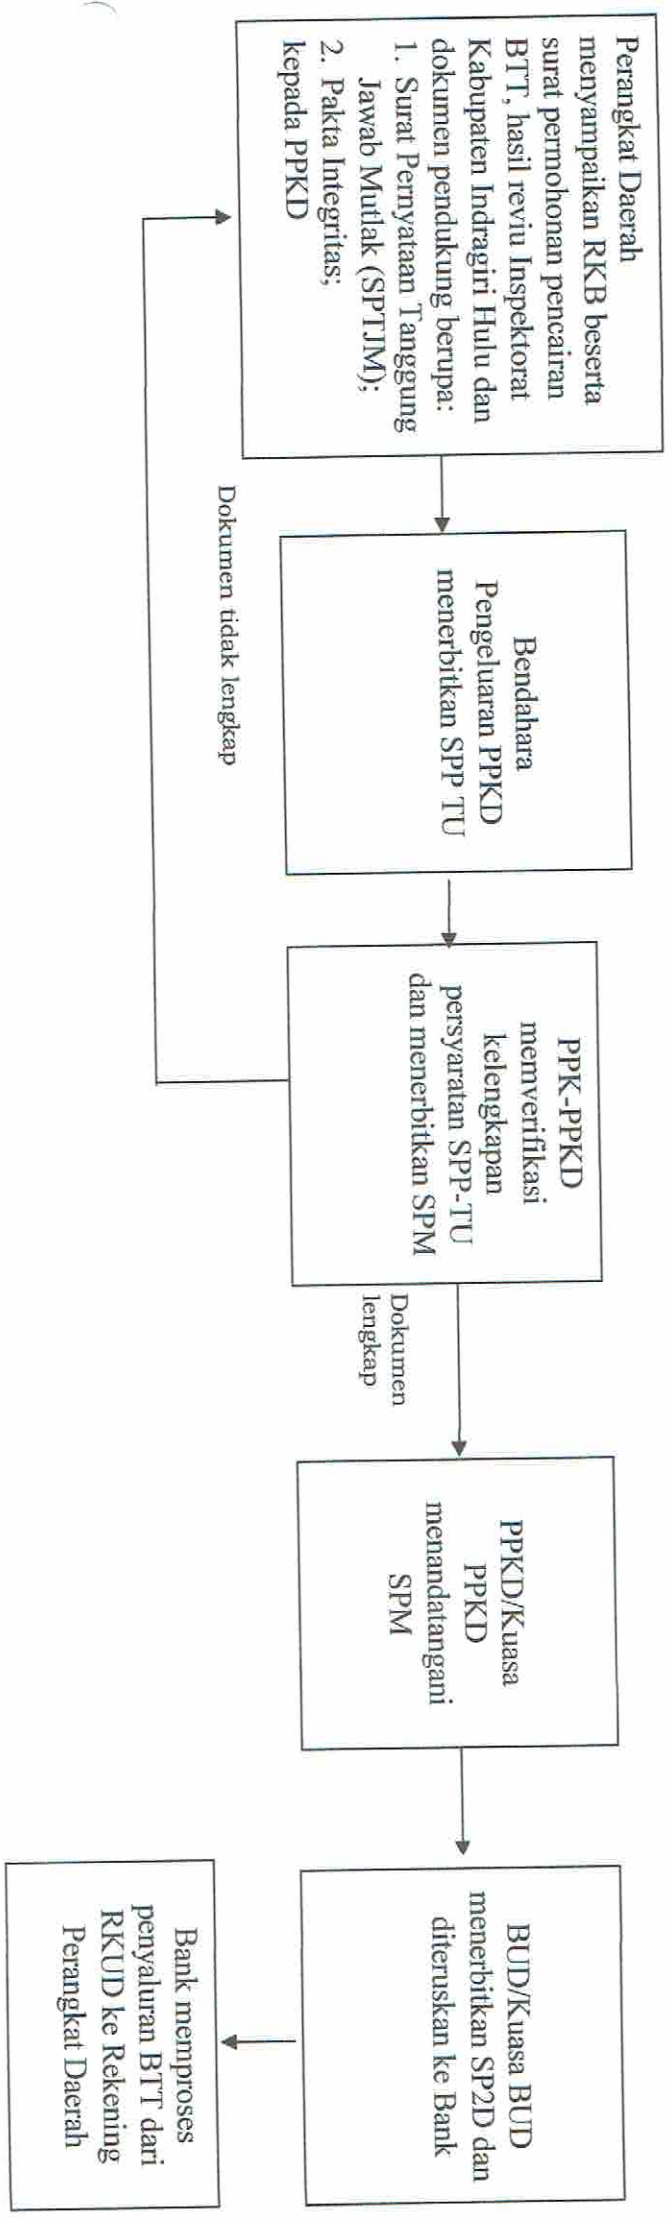 Perangkat Daerah
menyampaikan RKB beserta
surat permohonan pencairan
BTT, hasil reviu Inspektorat
Kabupaten Indragiri Hulu dan
dokumen pendukung berupa:
1. Surat Pernyataan Tanggung
Jawab Mutlak (SPTJM);
2. Pakta Integritas;
kepada PPKD
Dokumen tidak lengkap
Bendahara
Pengeluaran PPKD
menerbitkan SPP TU
PPK-PPKD
memverifikasi
kelengkapan
persyaratan SPP-TU
dan menerbitkan SPM
Dokumen
lengkap
PPKD/Kuasa
PPKD
menandatangani
SPM
BUD/Kuasa BUD
menerbitkan SP2D dan
diteruskan ke Bank
Bank memproses
penyaluran BTT dari
RKUD ke Rekening
Perangkat Daerah